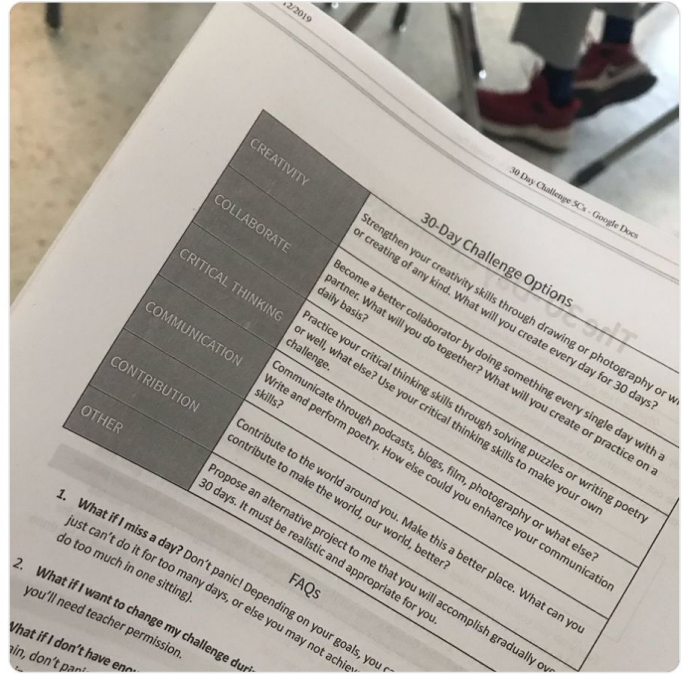 12/2019
30 Day Challenge 5Cs - Google Docs
30-Day Challenge Options
CREATIVITY
Strengthen your creativity skills through drawing or photography or
or creating of any kind. What will you create every day for 30 days?
COLLABORATE
Become a better collaborator by doing something every single day with a
partner. What will you do together? What will you create or practice on a
daily basis?
CRITICAL THINKING
Practice your critical thinking skills through solving puzzles or writing poetry
or well, what else? Use your critical thinking skills to make your own
challenge.
COMMUNICATION
Communicate through podcasts, blogs, film, photography or what else?
Write and perform poetry. How else could you enhance your communication
skills?
CONTRIBUTION
Contribute to the world around you. Make this a better place. What can you
contribute to make the world, our world, better?
OTHER
Propose an alternative project to me that you will accomplish gradually
30 days. It must be realistic and appropriate for you.
FAQs
1. What if I miss a day? Don't panic! Depending on your goals, you
just can't do it for too many days, or else you may not
do too much in one sitting).
2. What if I want to change my challenge
you'll need teacher permission.
What if I don't have
don't